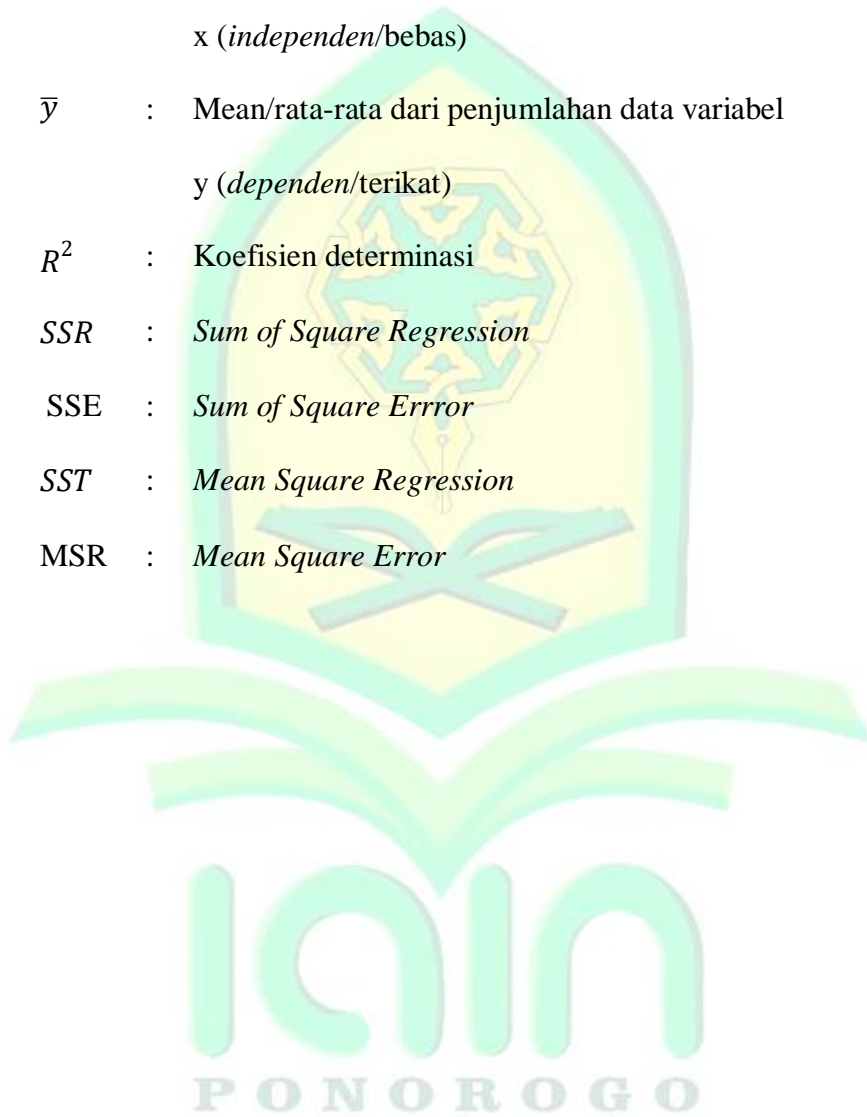 x (independen/bebas)
y̅ : Mean/rata-rata dari penjumlahan data variabel
y (dependen/terikat)
R² : Koefisien determinasi
SSR : Sum of Square Regression
SSE : Sum of Square Errror
SST : Mean Square Regression
MSR : Mean Square Error
iain
PONOROGO